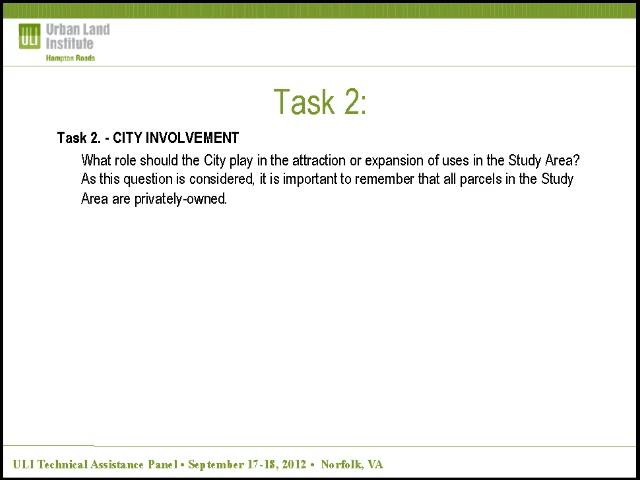 ULI Urban Land
Institute
Hampton Roads
Task 2:
Task 2. - CITY INVOLVEMENT
What role should the City play in the attraction or expansion of uses in the Study Area?
As this question is considered, it is important to remember that all parcels in the Study
Area are privately-owned.
ULI Technical Assistance Panel • September 17-18, 2012 • Norfolk, VA